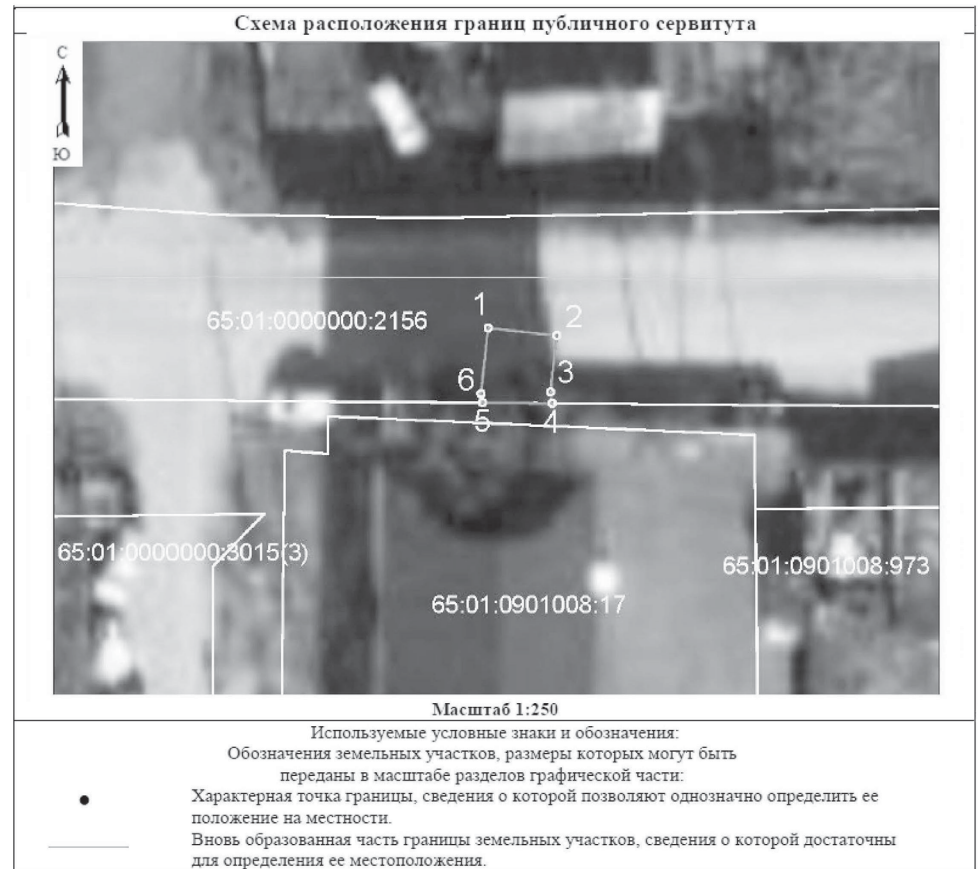 Схема расположения границ публичного сервитута
С
Ю
1
2
65:01:0000000:2156
6
3
5
4
65:01:0000000:3015(3)
65:01:0901008:973
65:01:0901008:17
Масштаб 1:250
Используемые условные знаки и обозначения:
Обозначения земельных участков, размеры которых могут быть
переданы в масштабе разделов графической части:
Характерная точка границы, сведения о которой позволяют однозначно определить ее
положение на местности.
Вновь образованная часть границы земельных участков, сведения о которой достаточны
для определения ее местоположения.